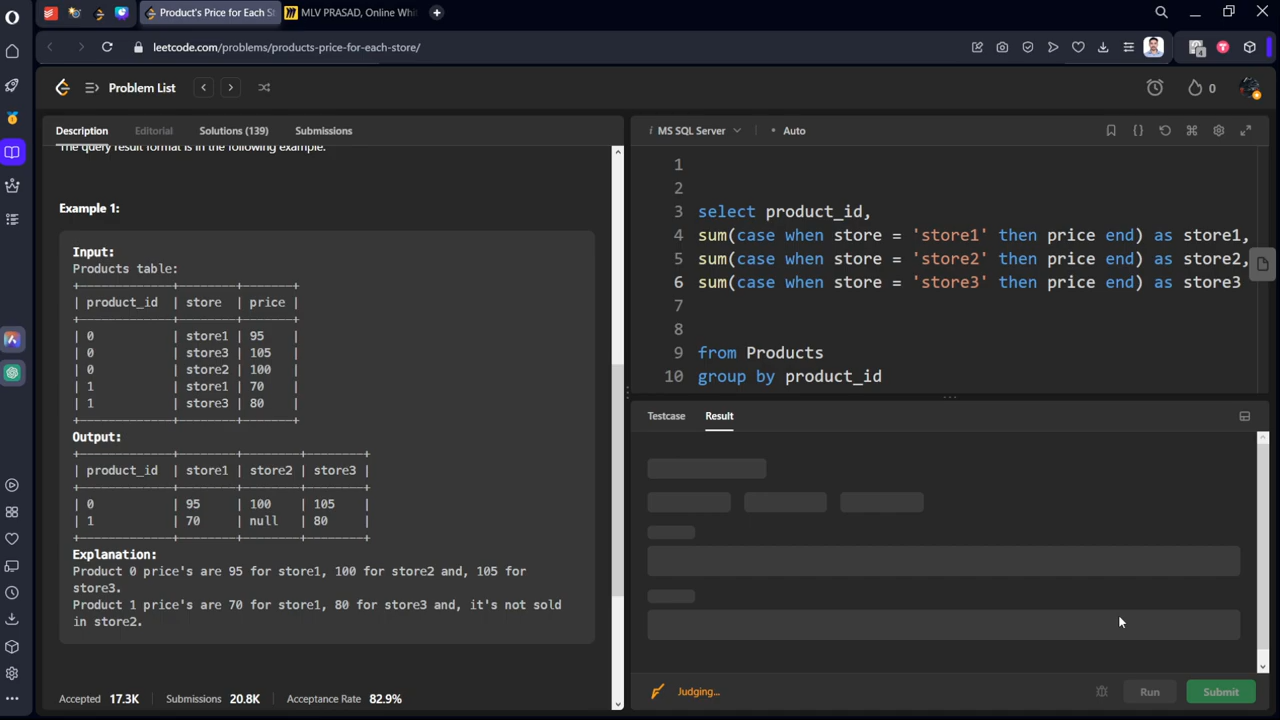 Product's Price for Each St
MLV PRASAD, Online Whi
leetcode.com/problems/products-price-for-each-store/
4
Problem List
0
Description
Editorial
Solutions (139)
Submissions
The query result format is in the following example.
Example 1:
Input:
Products table:
+-------------+--------+-------+
| product_id | store | price |
+-------------+--------+-------+
| 0 | store1 | 95 |
| 0 | store3 | 105 |
| 0 | store2 | 100 |
| 1 | store1 | 70 |
| 1 | store3 | 80 |
+-------------+--------+-------+
Output:
+-------------+--------+--------+--------+
| product_id | store1 | store2 | store3 |
+-------------+--------+--------+--------+
| 0 | 95 | 100 | 105 |
| 1 | 70 | null | 80 |
+-------------+--------+--------+--------+
Explanation:
Product 0 price's are 95 for store1, 100 for store2 and, 105 for
store3.
Product 1 price's are 70 for store1, 80 for store3 and, it's not sold
in store2.
Accepted 17.3K
Submissions 20.8K
Acceptance Rate 82.9%
i MS SQL Server
• Auto
1
2
3 select product_id,
4 sum(case when store = 'store1' then price end) as store1,
5 sum(case when store = 'store2' then price end) as store2,
6 sum(case when store = 'store3' then price end) as store3
7
8
9 from Products
10 group by product_id
Testcase
Result
Judging...
Run
Submit